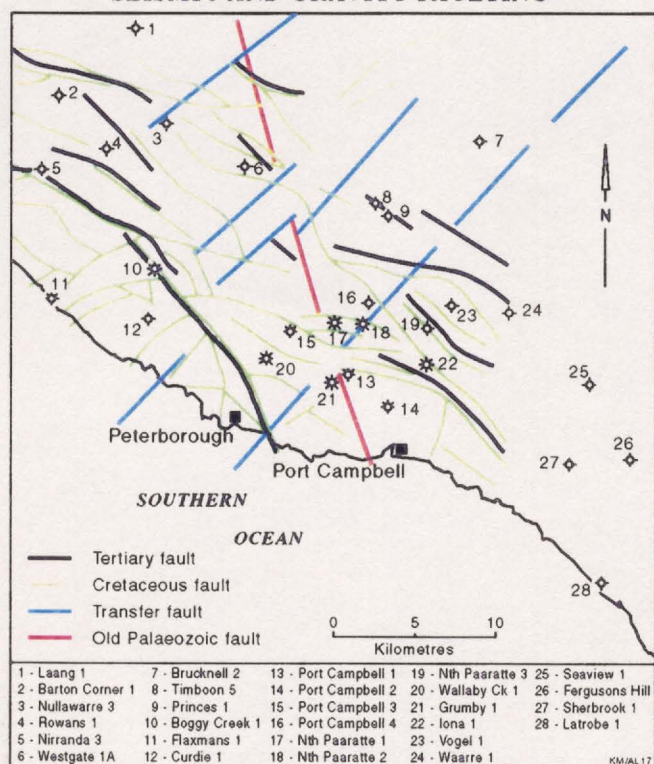 1
2
3
4
5
6
7
8
9
N
10
11
12
15
16
17
18
19
23
24
20
21
13
22
14
25
26
27
28
Peterborough
Port Campbell
SOUTHERN
OCEAN
Tertiary fault
Cretaceous fault
Transfer fault
Old Palaeozoic fault
0 5 10
Kilometres
1 - Laang 1
2 - Barton Corner 1
3 - Nullawarre 3
4 - Rowans 1
5 - Nirranda 3
6 - Westgate 1A
7 - Brucknell 2
8 - Timboon 5
9 - Princes 1
10 - Boggy Creek 1
11 - Flaxmans 1
12 - Curdie 1
13 - Port Campbell 1
14 - Port Campbell 2
15 - Port Campbell 3
16 - Port Campbell 4
17 - Nth Paaratte 1
18 - Nth Paaratte 2
19 - Nth Paaratte 3
20 - Wallaby Ck 1
21 - Grumby 1
22 - Iona 1
23 - Vogel 1
24 - Waarre 1
25 - Seaview 1
26 - Fergusons Hill
27 - Sherbrook 1
28 - Latrobe 1
KM/AL17